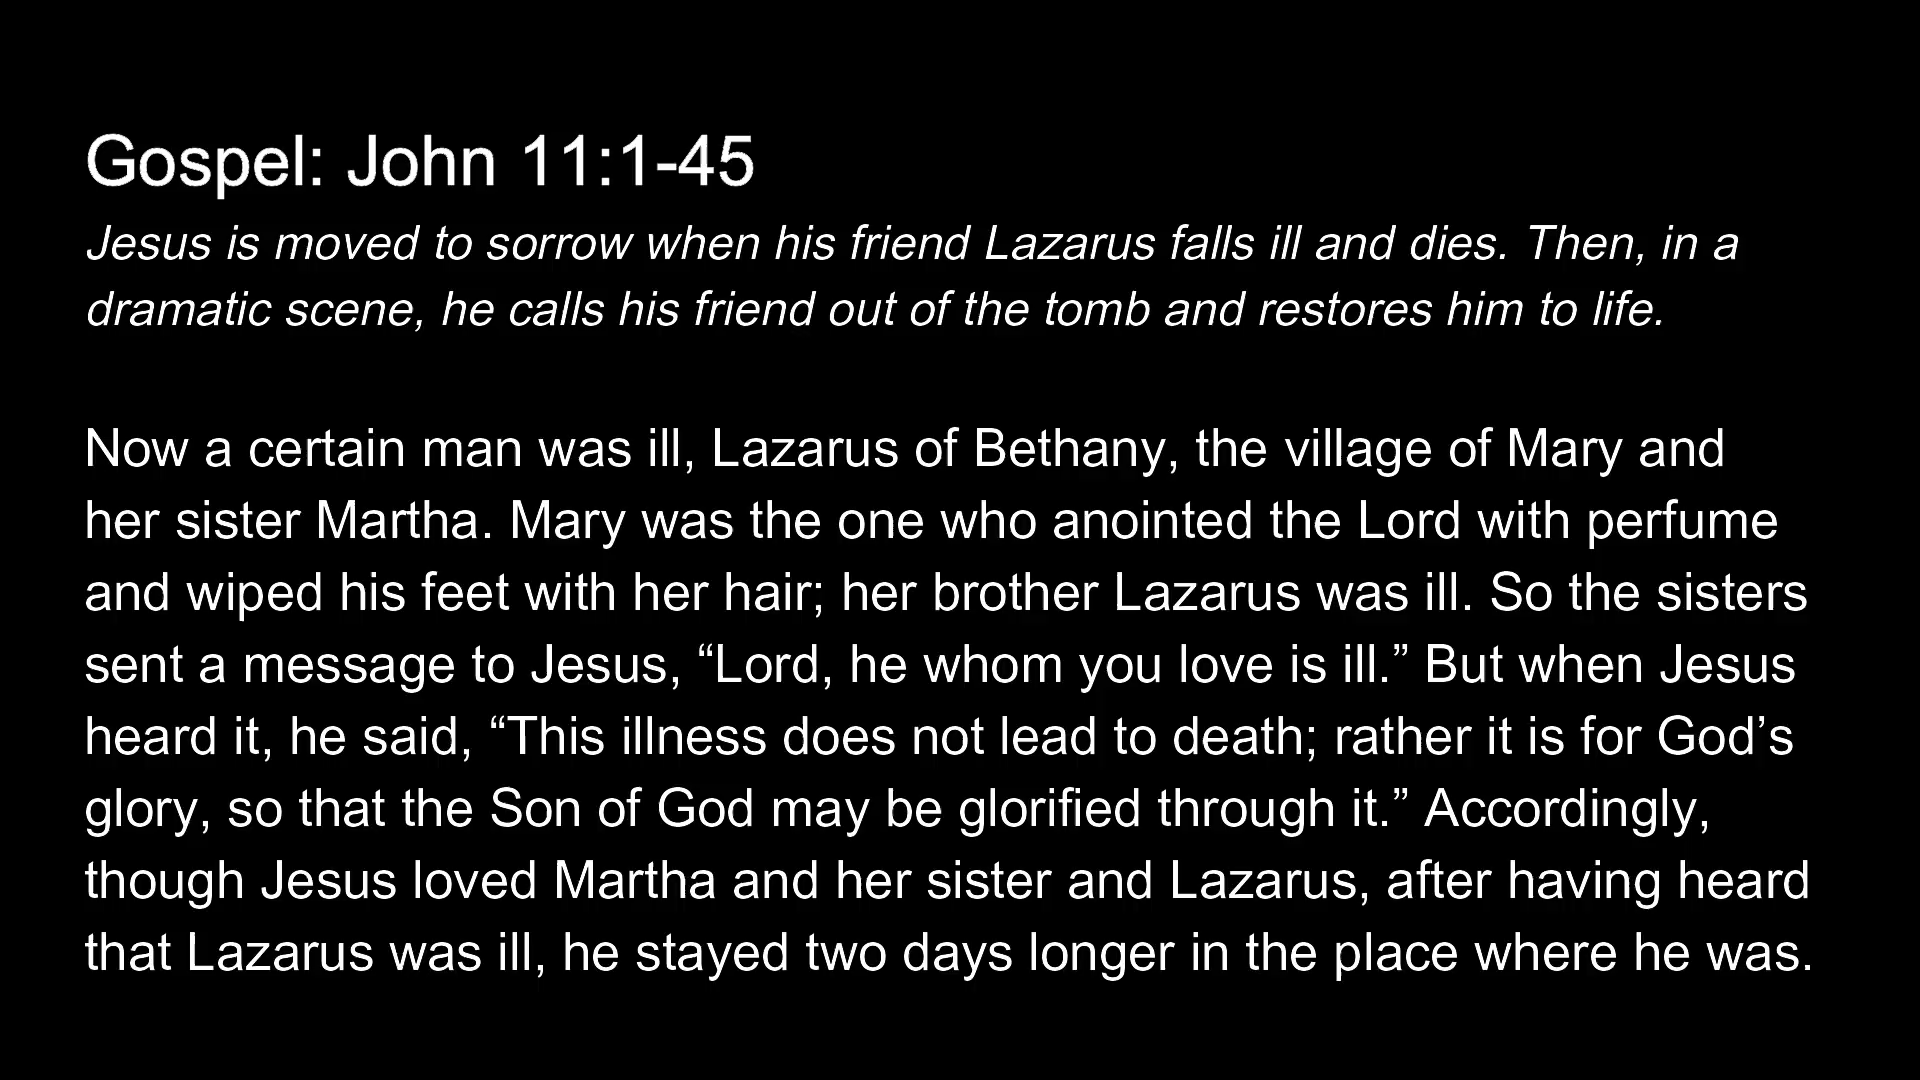 Gospel: John 11:1-45
Jesus is moved to sorrow when his friend Lazarus falls ill and dies. Then, in a
dramatic scene, he calls his friend out of the tomb and restores him to life.
Now a certain man was ill, Lazarus of Bethany, the village of Mary and
her sister Martha. Mary was the one who anointed the Lord with perfume
and wiped his feet with her hair; her brother Lazarus was ill. So the sisters
sent a message to Jesus, “Lord, he whom you love is ill.” But when Jesus
heard it, he said, “This illness does not lead to death; rather it is for God’s
glory, so that the Son of God may be glorified through it.” Accordingly,
though Jesus loved Martha and her sister and Lazarus, after having heard
that Lazarus was ill, he stayed two days longer in the place where he was.